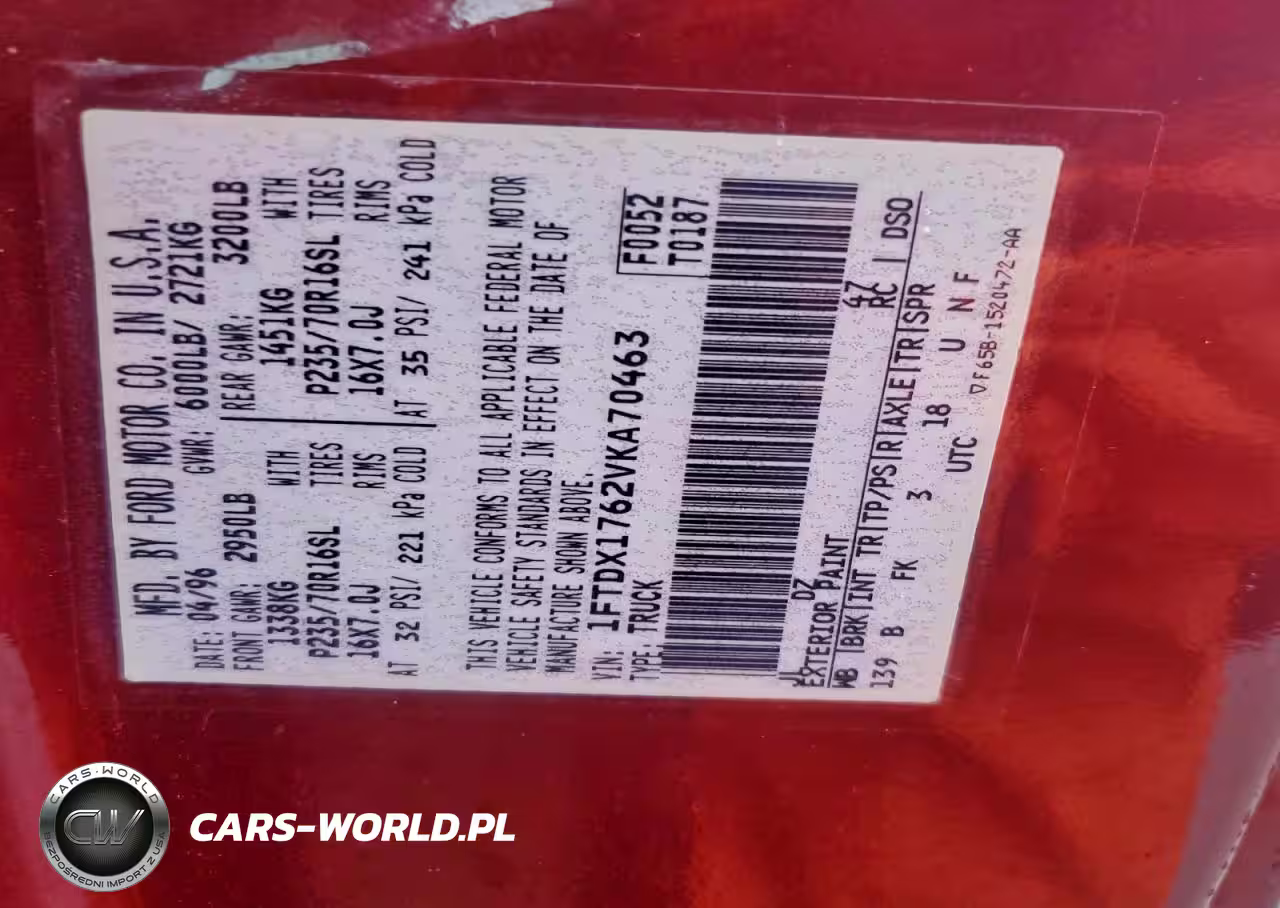 MFD. BY FORD MOTOR CO. IN U.S.A.
DATE: 04/96 GVWR: 6000LB/ 2721KG
FRONT GAWR: 2950LB REAR GAWR: 3200LB
1338KG WITH 1451KG WITH
P235/70R16SL TIRES P235/70R16SL TIRES
16X7.0J RIMS 16X7.0J RIMS
AT 32 PSI/ 221 kPa COLD AT 35 PSI/ 241 kPa COLD
THIS VEHICLE CONFORMS TO ALL APPLICABLE FEDERAL MOTOR
VEHICLE SAFETY STANDARDS IN EFFECT ON THE DATE OF
MANUFACTURE SHOWN ABOVE.
VIN: 1FTDX1762VKA70463 F0052
TYPE: TRUCK T0187
DZ 47
EXTERIOR PAINT RC DSO
WB BRK INT TR TP/PS R AXLE TR SPR
139 B FK 3 18 U N F
UTC
▽F65B-1520472-AA
CARS-WORLD
CW
BEZPOŚREDNI IMPORT Z USA
CARS-WORLD.PL